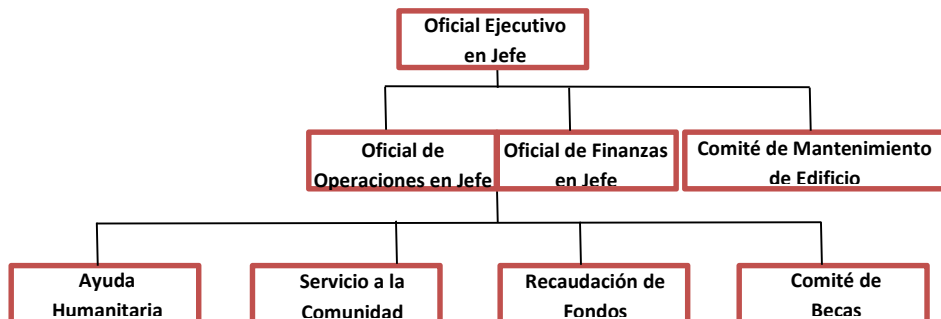 Oficial Ejecutivo
en Jefe
Oficial de
Operaciones en Jefe
Oficial de Finanzas
en Jefe
Comité de Mantenimiento
de Edificio
Ayuda
Humanitaria
Servicio a la
Comunidad
Recaudación de
Fondos
Comité de
Becas